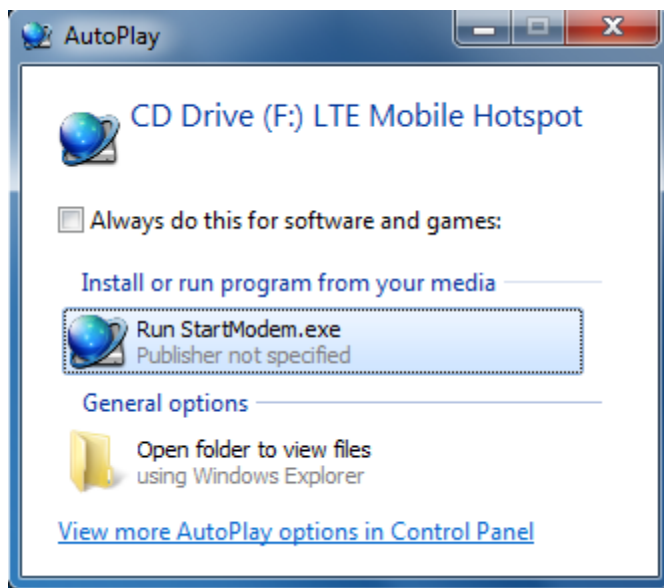 AutoPlay
CD Drive (F:) LTE Mobile Hotspot
Always do this for software and games:
Install or run program from your media
Run StartModem.exe
Publisher not specified
General options
Open folder to view files
using Windows Explorer
View more AutoPlay options in Control Panel